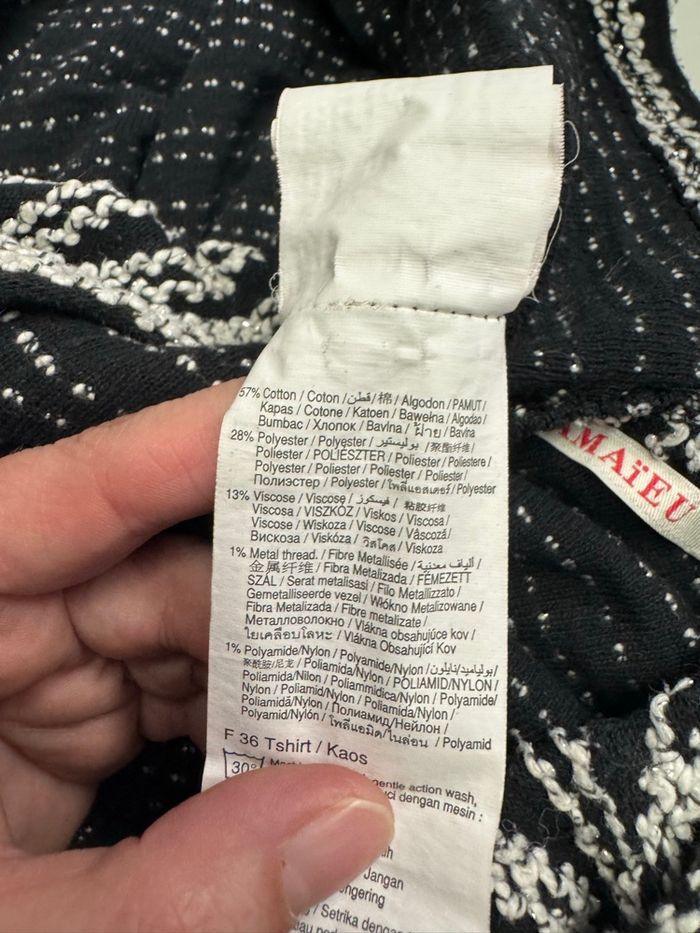 57% Cotton / Coton / قطن / 棉 / Algodon / PAMUT /
Kapas / Cotone / Katoen / Bawełna / Algodao /
Bumbac / Хлопок / Bavlna / ฝ้าย / Bavlna
28% Polyester / Polyester / بوليستير / 聚酯纤维 /
Poliester / POLIÉSZTER / Poliester / Poliestere /
Polyester / Poliester / Poliester / Poliester /
Полиэстер / Polyester / โพลีเอสเตอร์ / Polyester
13% Viscose / Viscose / فيسكوز / 粘胶纤维 /
Viscosa / VISZKÓZ / Viskos / Viscosa /
Viscose / Wiskoza / Viscose / Vâscoză /
Вискоза / Viskóza / วิสโคส / Viskoza
1% Metal thread. / Fibre Metallisée / ألياف معدنية /
金属纤维 / Fibra Metalizada / FÉMEZETT
SZÁL / Serat metalisasi / Filo Metallizzato /
Gemetalliseerde vezel / Włókno Metalizowane /
Fibra Metalizada / Fibre metalizate /
Металловолокно / Vlákna obsahujúce kov /
ใยเคลือบโลหะ / Vlákna Obsahující Kov
1% Polyamide/Nylon / Polyamide/Nylon / بولياميد/نايلون /
聚酰胺/尼龙 / Poliamida/Nylon / POLIAMID/NYLON /
Poliamida/Nilon / Poliammidica/Nylon / Polyamide/
Nylon / Poliamid/Nylon / Poliamida/Nylon /
Poliamidă/Nylon / Полиамид/Нейлон /
Polyamid/Nylón / โพลีเอมิด/ไนล่อน / Polyamid
F 36 Tshirt / Kaos
30° gentle action wash,
dengan mesin :
Jangan
/ Setrika
AMAïEU